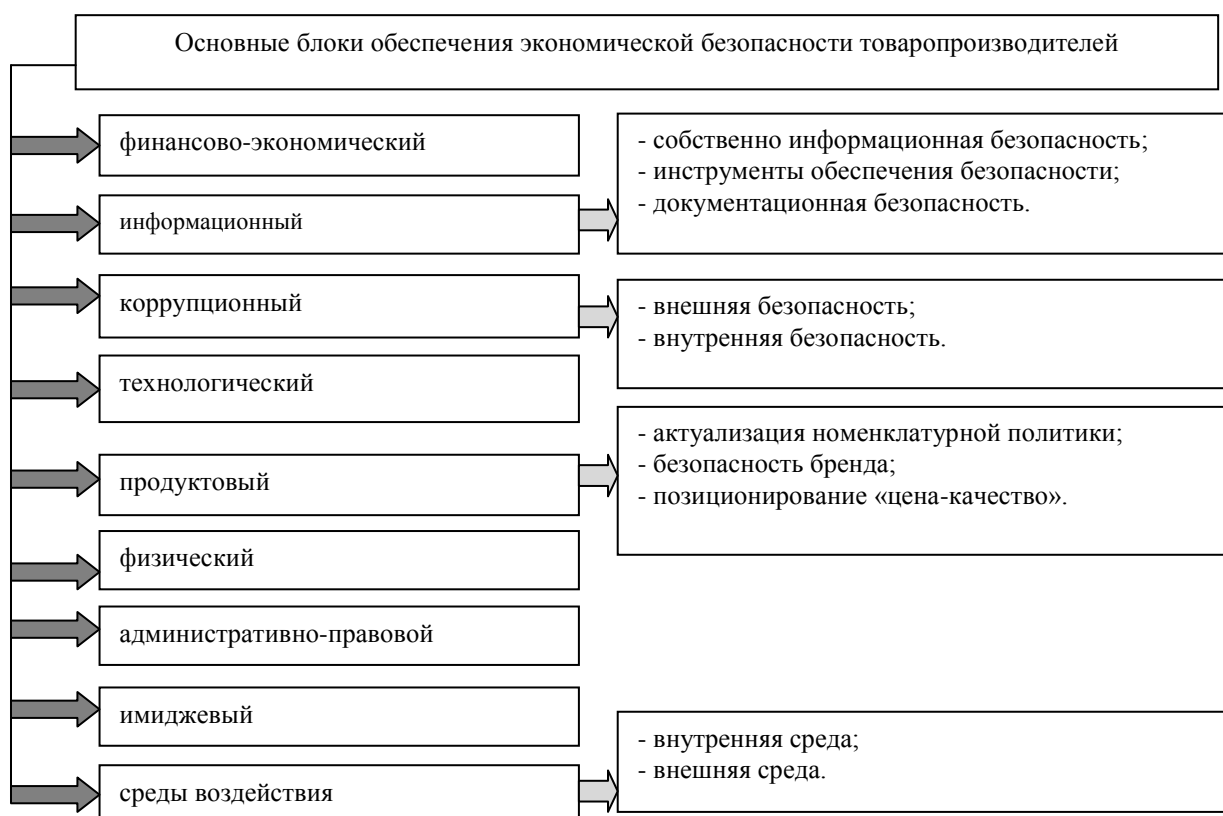 Основные блоки обеспечения экономической безопасности товаропроизводителей
финансово-экономический
информационный
- собственно информационная безопасность;
- инструменты обеспечения безопасности;
- документационная безопасность.
коррупционный
- внешняя безопасность;
- внутренняя безопасность.
технологический
продуктовый
- актуализация номенклатурной политики;
- безопасность бренда;
- позиционирование «цена-качество».
физический
административно-правовой
имиджевый
среды воздействия
- внутренняя среда;
- внешняя среда.